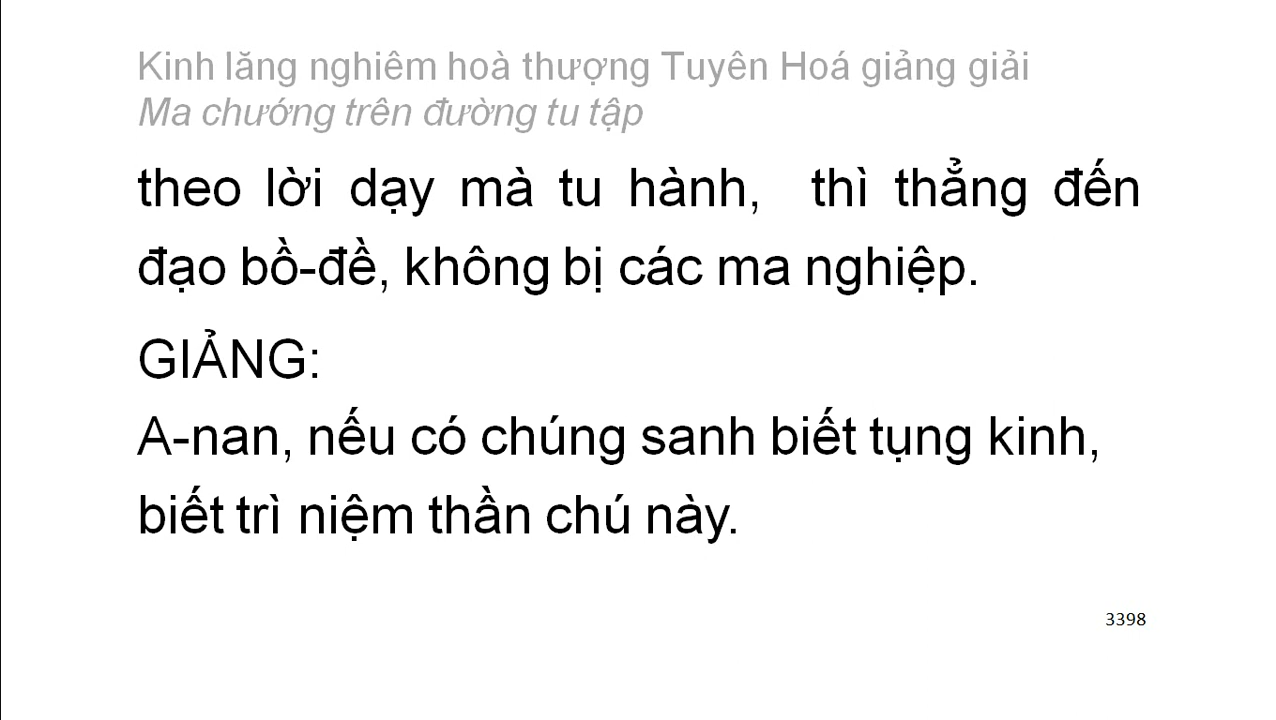 Kinh lăng nghiêm hoà thượng Tuyên Hoá giảng giải
Ma chướng trên đường tu tập
theo lời dạy mà tu hành, thì thẳng đến
đạo bồ-đề, không bị các ma nghiệp.
GIẢNG:
A-nan, nếu có chúng sanh biết tụng kinh,
biết trì niệm thần chú này.
3398